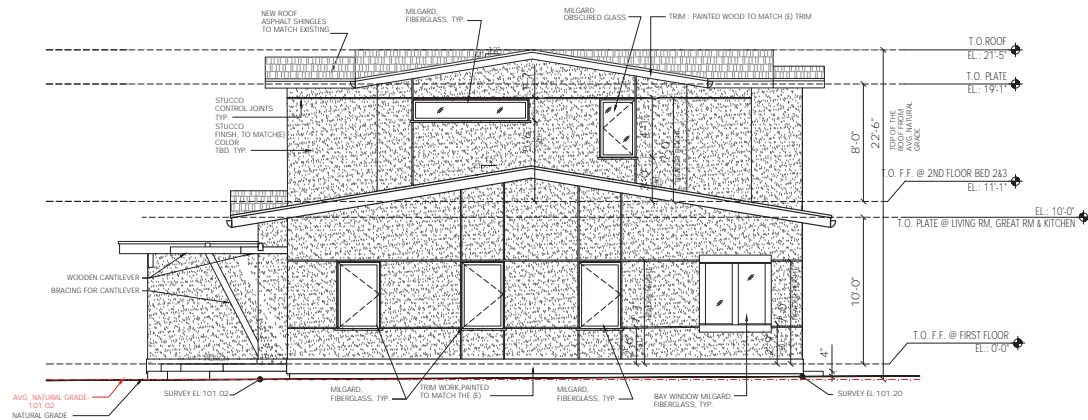 NEW ROOF
ASPHALT SHINGLES
TO MATCH EXISTING
MILGARD,
FIBERGLASS, TYP.
MILGARD
OBSCURED GLASS
TRIM : PAINTED WOOD TO MATCH (E) TRIM
T.O.ROOF
EL.: 21'-5"
T.O. PLATE
EL.: 19'-1"
STUCCO
CONTROL JOINTS
TYP.
STUCCO
FINISH, TO MATCH(E)
COLOR
TBD. TYP.
8'-0"
22'-6"
TOP OF THE
ROOF FROM
AVG. NATURAL
GRADE
T.O. F.F. @ 2ND FLOOR BED 2&3
EL.: 11'-1"
EL.: 10'-0"
T.O. PLATE @ LIVING RM, GREAT RM & KITCHEN
WOODEN CANTILEVER
BRACING FOR CANTILEVER
10'-0"
T.O. F.F. @ FIRST FLOOR
EL.: 0'-0"
4"
AVG. NATURAL GRADE-
101.02
NATURAL GRADE
SURVEY EL:101.02
MILGARD,
FIBERGLASS, TYP.
TRIM WORK,PAINTED
TO MATCH THE (E)
MILGARD,
FIBERGLASS, TYP.
BAY WINDOW MILGARD,
FIBERGLASS, TYP.
SURVEY EL:101.20